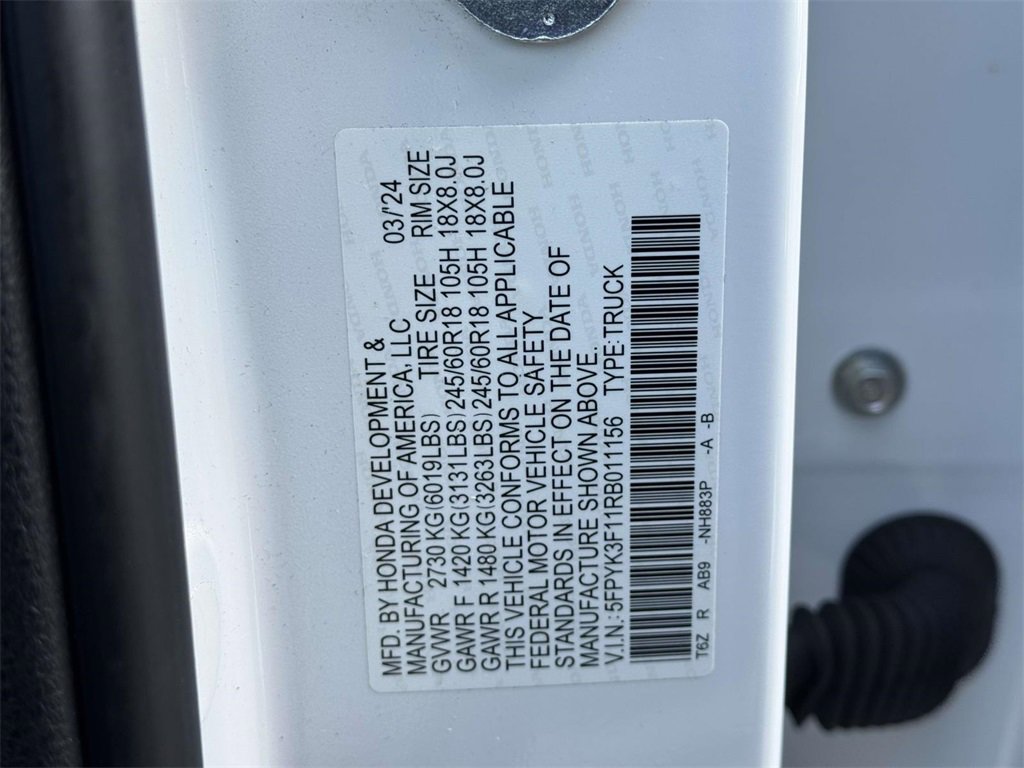 MFD. BY HONDA DEVELOPMENT &
MANUFACTURING OF AMERICA, LLC 03/'24
GVWR 2730 KG(6019LBS) TIRE SIZE RIM SIZE
GAWR F 1420 KG(3131LBS)245/60R18 105H 18X8.0J
GAWR R 1480 KG(3263LBS)245/60R18 105H 18X8.0J
THIS VEHICLE CONFORMS TO ALL APPLICABLE
FEDERAL MOTOR VEHICLE SAFETY
STANDARDS IN EFFECT ON THE DATE OF
MANUFACTURE SHOWN ABOVE.
V.I.N.:5FPYK3F11RB011156 TYPE:TRUCK
T6Z R AB9 -NH883P -A -B